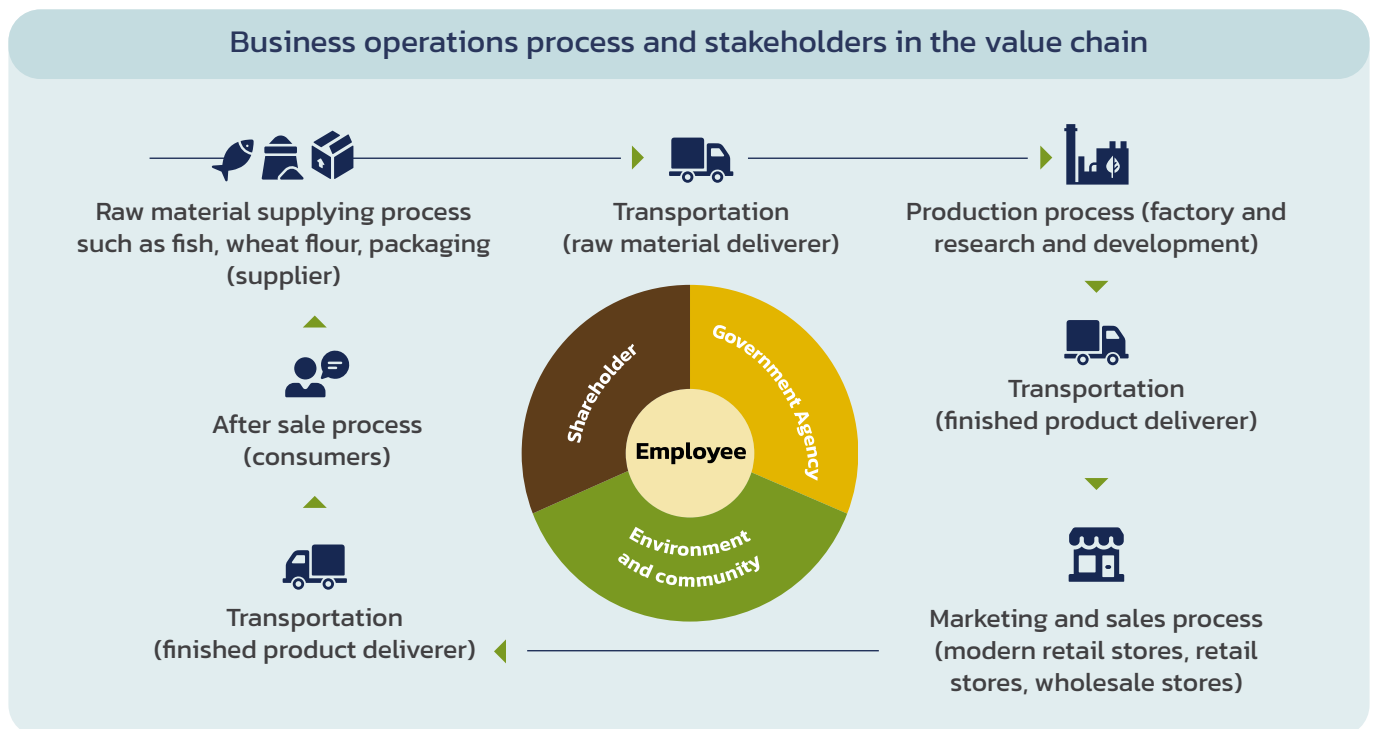 Business operations process and stakeholders in the value chain
Raw material supplying process
such as fish, wheat flour, packaging
(supplier)
Transportation
(raw material deliverer)
Production process (factory and
research and development)
Transportation
(finished product deliverer)
Marketing and sales process
(modern retail stores, retail
stores, wholesale stores)
Transportation
(finished product deliverer)
After sale process
(consumers)
Shareholder
Government Agency
Employee
Environment
and community